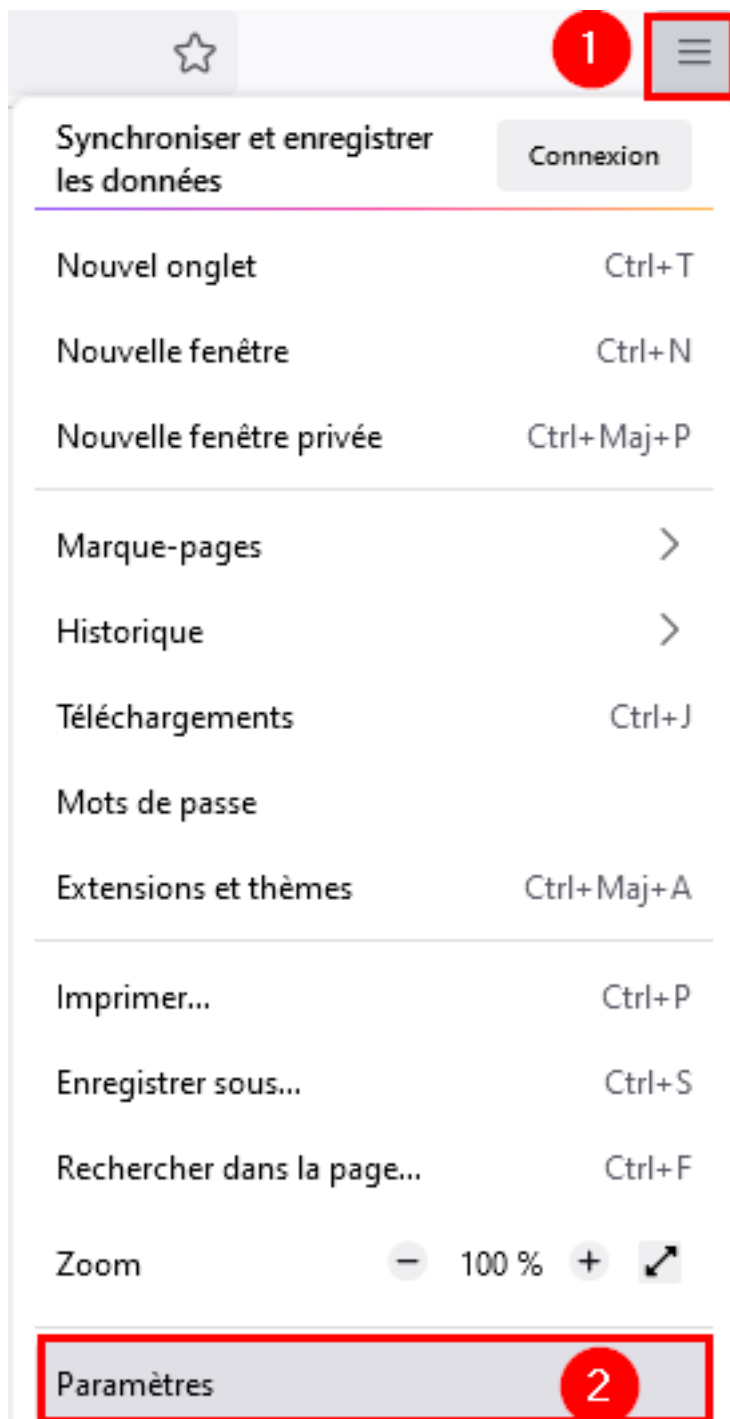 1
Synchroniser et enregistrer
les données
Connexion
Nouvel onglet Ctrl+T
Nouvelle fenêtre Ctrl+N
Nouvelle fenêtre privée Ctrl+Maj+P
Marque-pages
Historique
Téléchargements Ctrl+J
Mots de passe
Extensions et thèmes Ctrl+Maj+A
Imprimer... Ctrl+P
Enregistrer sous... Ctrl+S
Rechercher dans la page... Ctrl+F
Zoom − 100 % +
Paramètres 2